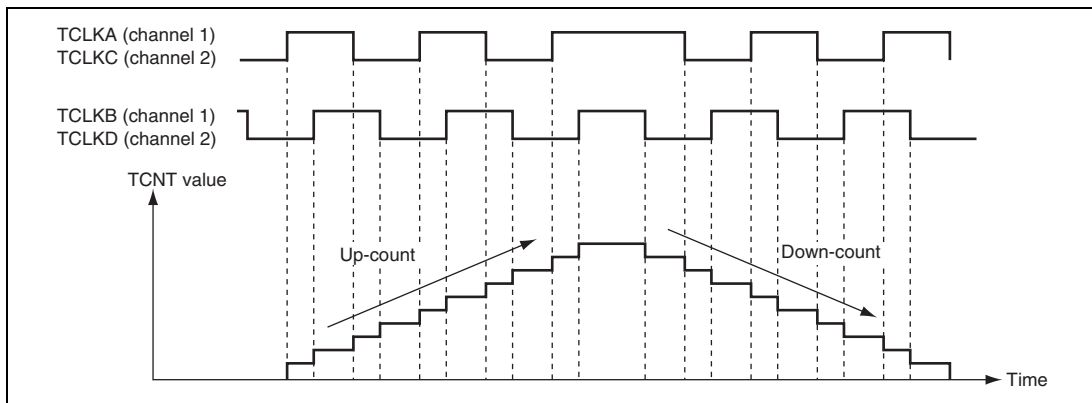 TCLKA (channel 1)
TCLKC (channel 2)
TCLKB (channel 1)
TCLKD (channel 2)
TCNT value
Up-count
Down-count
Time